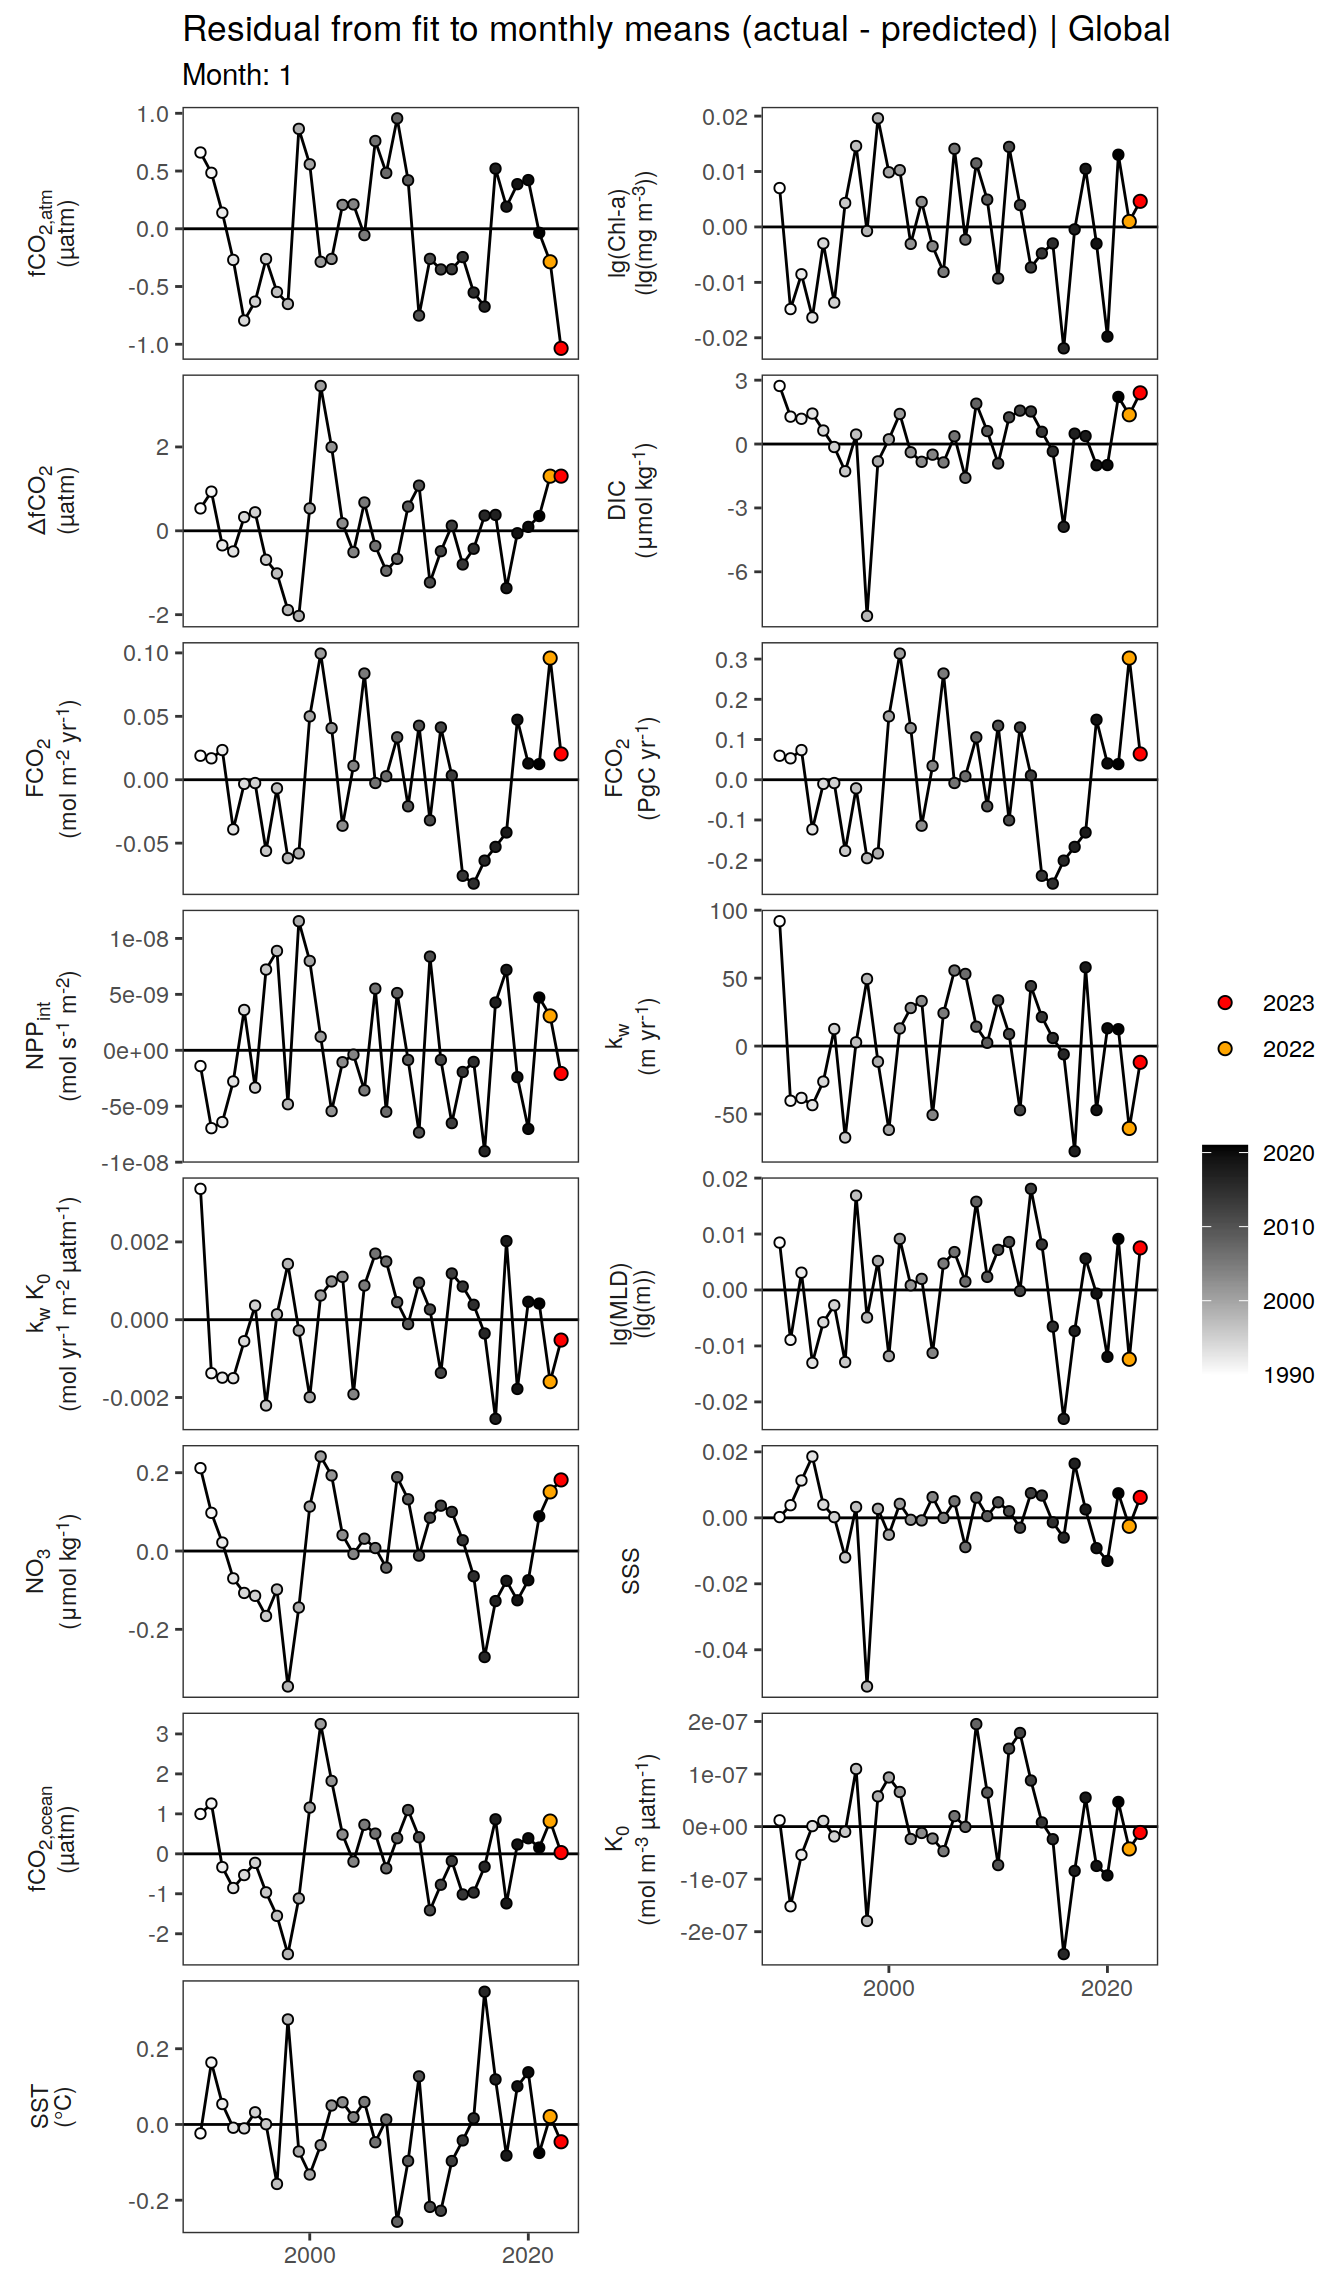 Residual from fit to monthly means (actual - predicted) | Global
Month: 1
fCO2,atm
(µatm)
1.0
0.5
0.0
-0.5
-1.0
lg(Chl-a)
(lg(mg m-3))
0.02
0.01
0.00
-0.01
-0.02
ΔfCO2
(µatm)
2
0
-2
DIC
(µmol kg-1)
3
0
-3
-6
FCO2
(mol m-2 yr-1)
0.10
0.05
0.00
-0.05
FCO2
(PgC yr-1)
0.3
0.2
0.1
0.0
-0.1
-0.2
NPPint
(mol s-1 m-2)
1e-08
5e-09
0e+00
-5e-09
-1e-08
kw
(m yr-1)
100
50
0
-50
kw K0
(mol yr-1 m-2 µatm-1)
0.002
0.000
-0.002
lg(MLD)
(lg(m))
0.02
0.01
0.00
-0.01
-0.02
NO3
(µmol kg-1)
0.2
0.0
-0.2
SSS
0.02
0.00
-0.02
-0.04
fCO2,ocean
(µatm)
3
2
1
0
-1
-2
K0
(mol m-3 µatm-1)
2e-07
1e-07
0e+00
-1e-07
-2e-07
2000
2020
SST
(°C)
0.2
0.0
-0.2
2000
2020
2023
2022
2020
2010
2000
1990